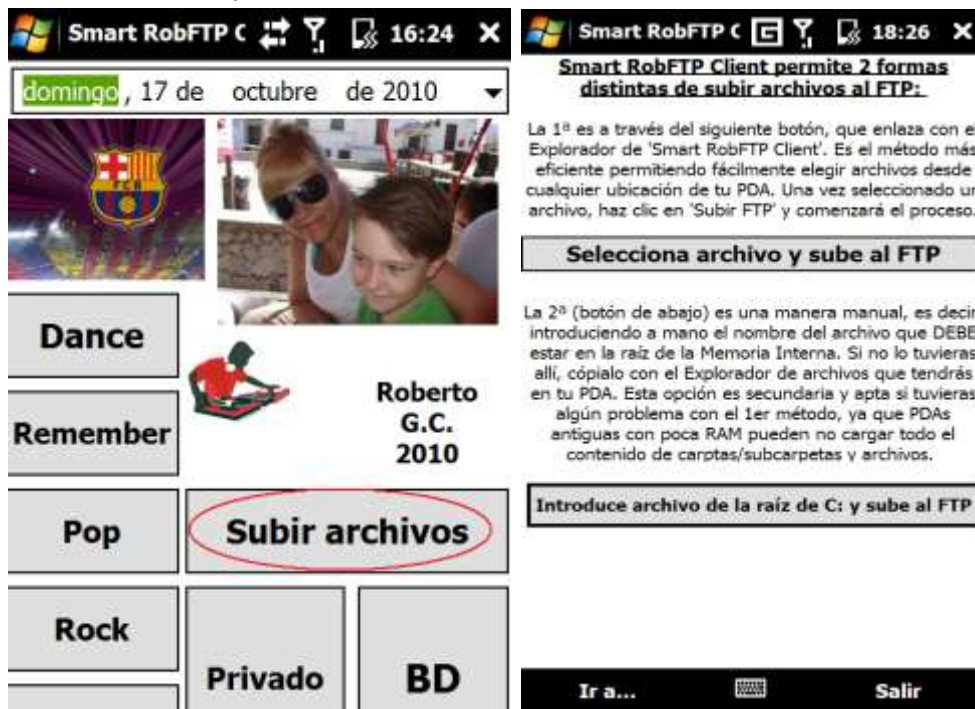 Smart RobFTP C 16:24 X
domingo, 17 de octubre de 2010
FCB
Dance
Remember
Roberto
G.C.
2010
Pop
Subir archivos
Rock
Privado
BD
Smart RobFTP C G 18:26 X
Smart RobFTP Client permite 2 formas
distintas de subir archivos al FTP:
La 1ª es a través del siguiente botón, que enlaza con e
Explorador de 'Smart RobFTP Client'. Es el método más
eficiente permitiendo fácilmente elegir archivos desde
cualquier ubicación de tu PDA. Una vez seleccionado un
archivo, haz clic en 'Subir FTP' y comenzará el proceso.
Selecciona archivo y sube al FTP
La 2ª (botón de abajo) es una manera manual, es decir
introduciendo a mano el nombre del archivo que DEBE
estar en la raíz de la Memoria Interna. Si no lo tuvieras
allí, cópialo con el Explorador de archivos que tendrás
en tu PDA. Esta opción es secundaria y apta si tuvieras
algún problema con el 1er método, ya que PDAs
antiguas con poca RAM pueden no cargar todo el
contenido de carptas/subcarpetas y archivos.
Introduce archivo de la raíz de C: y sube al FTP
Ir a... Salir